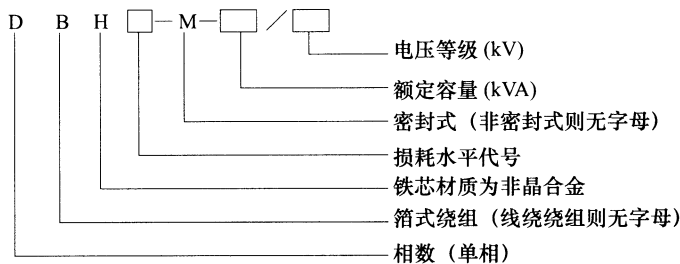 D B H □－M－□／□
电压等级(kV)
额定容量(kVA)
密封式（非密封式则无字母）
损耗水平代号
铁芯材质为非晶合金
箔式绕组（线绕绕组则无字母）
相数（单相）